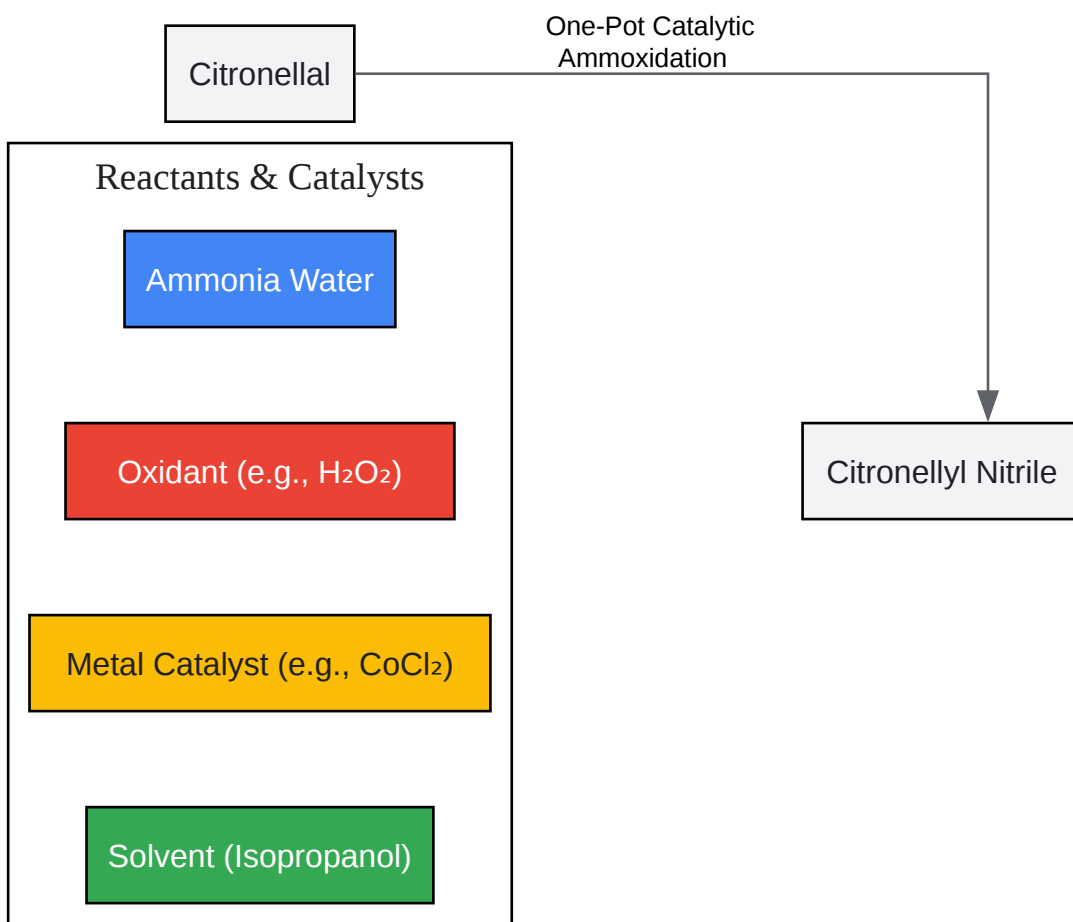 One-Pot Catalytic
Ammoxidation
Citronellal
Reactants & Catalysts
Ammonia Water
Oxidant (e.g., H₂O₂)
Citronellyl Nitrile
Metal Catalyst (e.g., CoCl₂)
Solvent (Isopropanol)